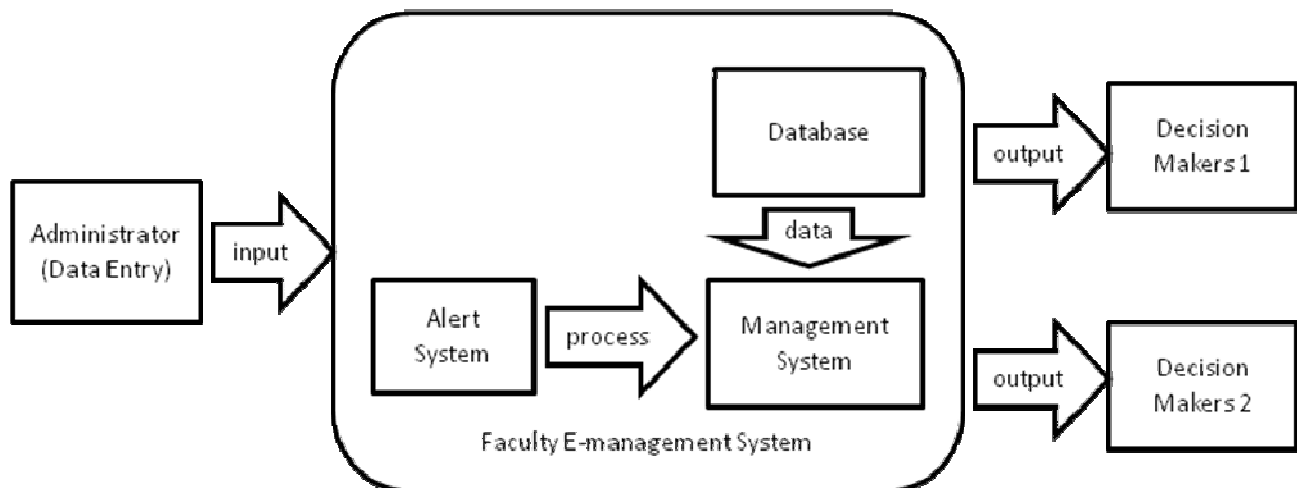 Administrator
(Data Entry)
input
Database
data
Alert
System
process
Management
System
Faculty E-management System
output
Decision
Makers 1
output
Decision
Makers 2